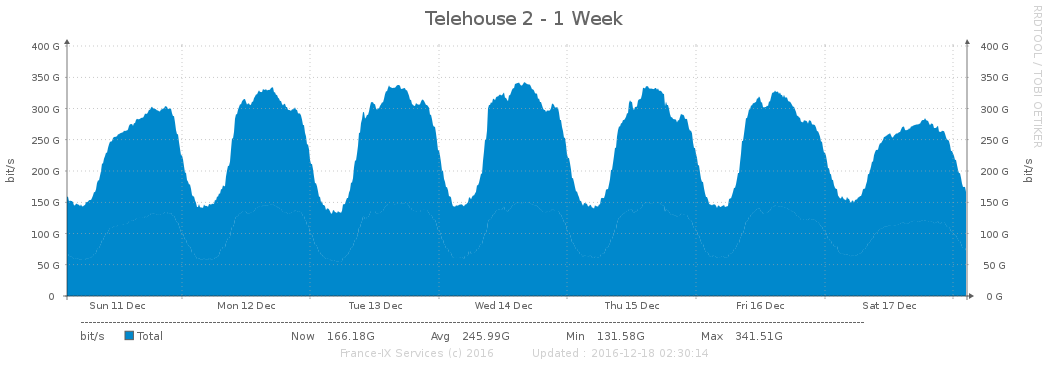 Telehouse 2 - 1 Week
RRDTOOL / TOBI OETIKER
400 G 400 G
350 G 350 G
300 G 300 G
250 G 250 G
200 G 200 G
150 G 150 G
100 G 100 G
50 G 50 G
0 0 G
bit/s bit/s
Sun 11 Dec Mon 12 Dec Tue 13 Dec Wed 14 Dec Thu 15 Dec Fri 16 Dec Sat 17 Dec
bit/s Total Now 166.18G Avg 245.99G Min 131.58G Max 341.51G
France-IX Services (c) 2016 Updated : 2016-12-18 02:30:14